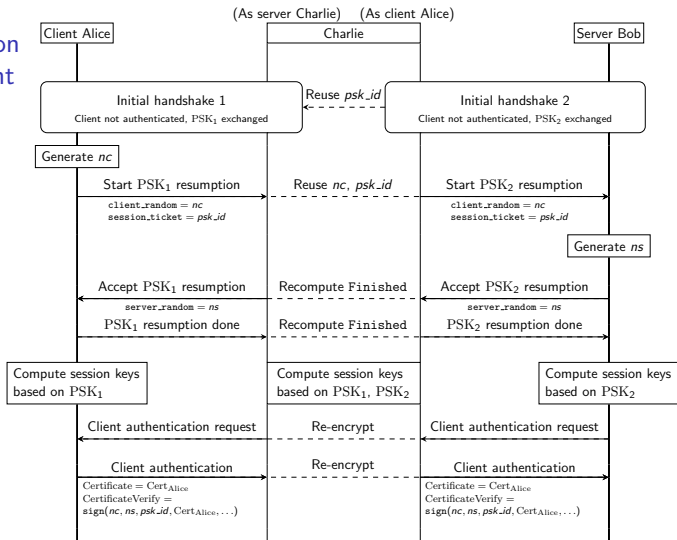 on
nt
(As server Charlie) (As client Alice)
Client Alice
Charlie
Server Bob
Initial handshake 1
Client not authenticated, PSK₁ exchanged
Reuse psk_id
Initial handshake 2
Client not authenticated, PSK₂ exchanged
Generate nc
Start PSK₁ resumption
client_random = nc
session_ticket = psk_id
Reuse nc, psk_id
Start PSK₂ resumption
client_random = nc
session_ticket = psk_id
Generate ns
Accept PSK₁ resumption
server_random = ns
Recompute Finished
Accept PSK₂ resumption
server_random = ns
PSK₁ resumption done
Recompute Finished
PSK₂ resumption done
Compute session keys
based on PSK₁
Compute session keys
based on PSK₁, PSK₂
Compute session keys
based on PSK₂
Client authentication request
Re-encrypt
Client authentication request
Client authentication
Certificate = Cert_Alice
CertificateVerify =
sign(nc, ns, psk_id, Cert_Alice, ...)
Re-encrypt
Client authentication
Certificate = Cert_Alice
CertificateVerify =
sign(nc, ns, psk_id, Cert_Alice, ...)